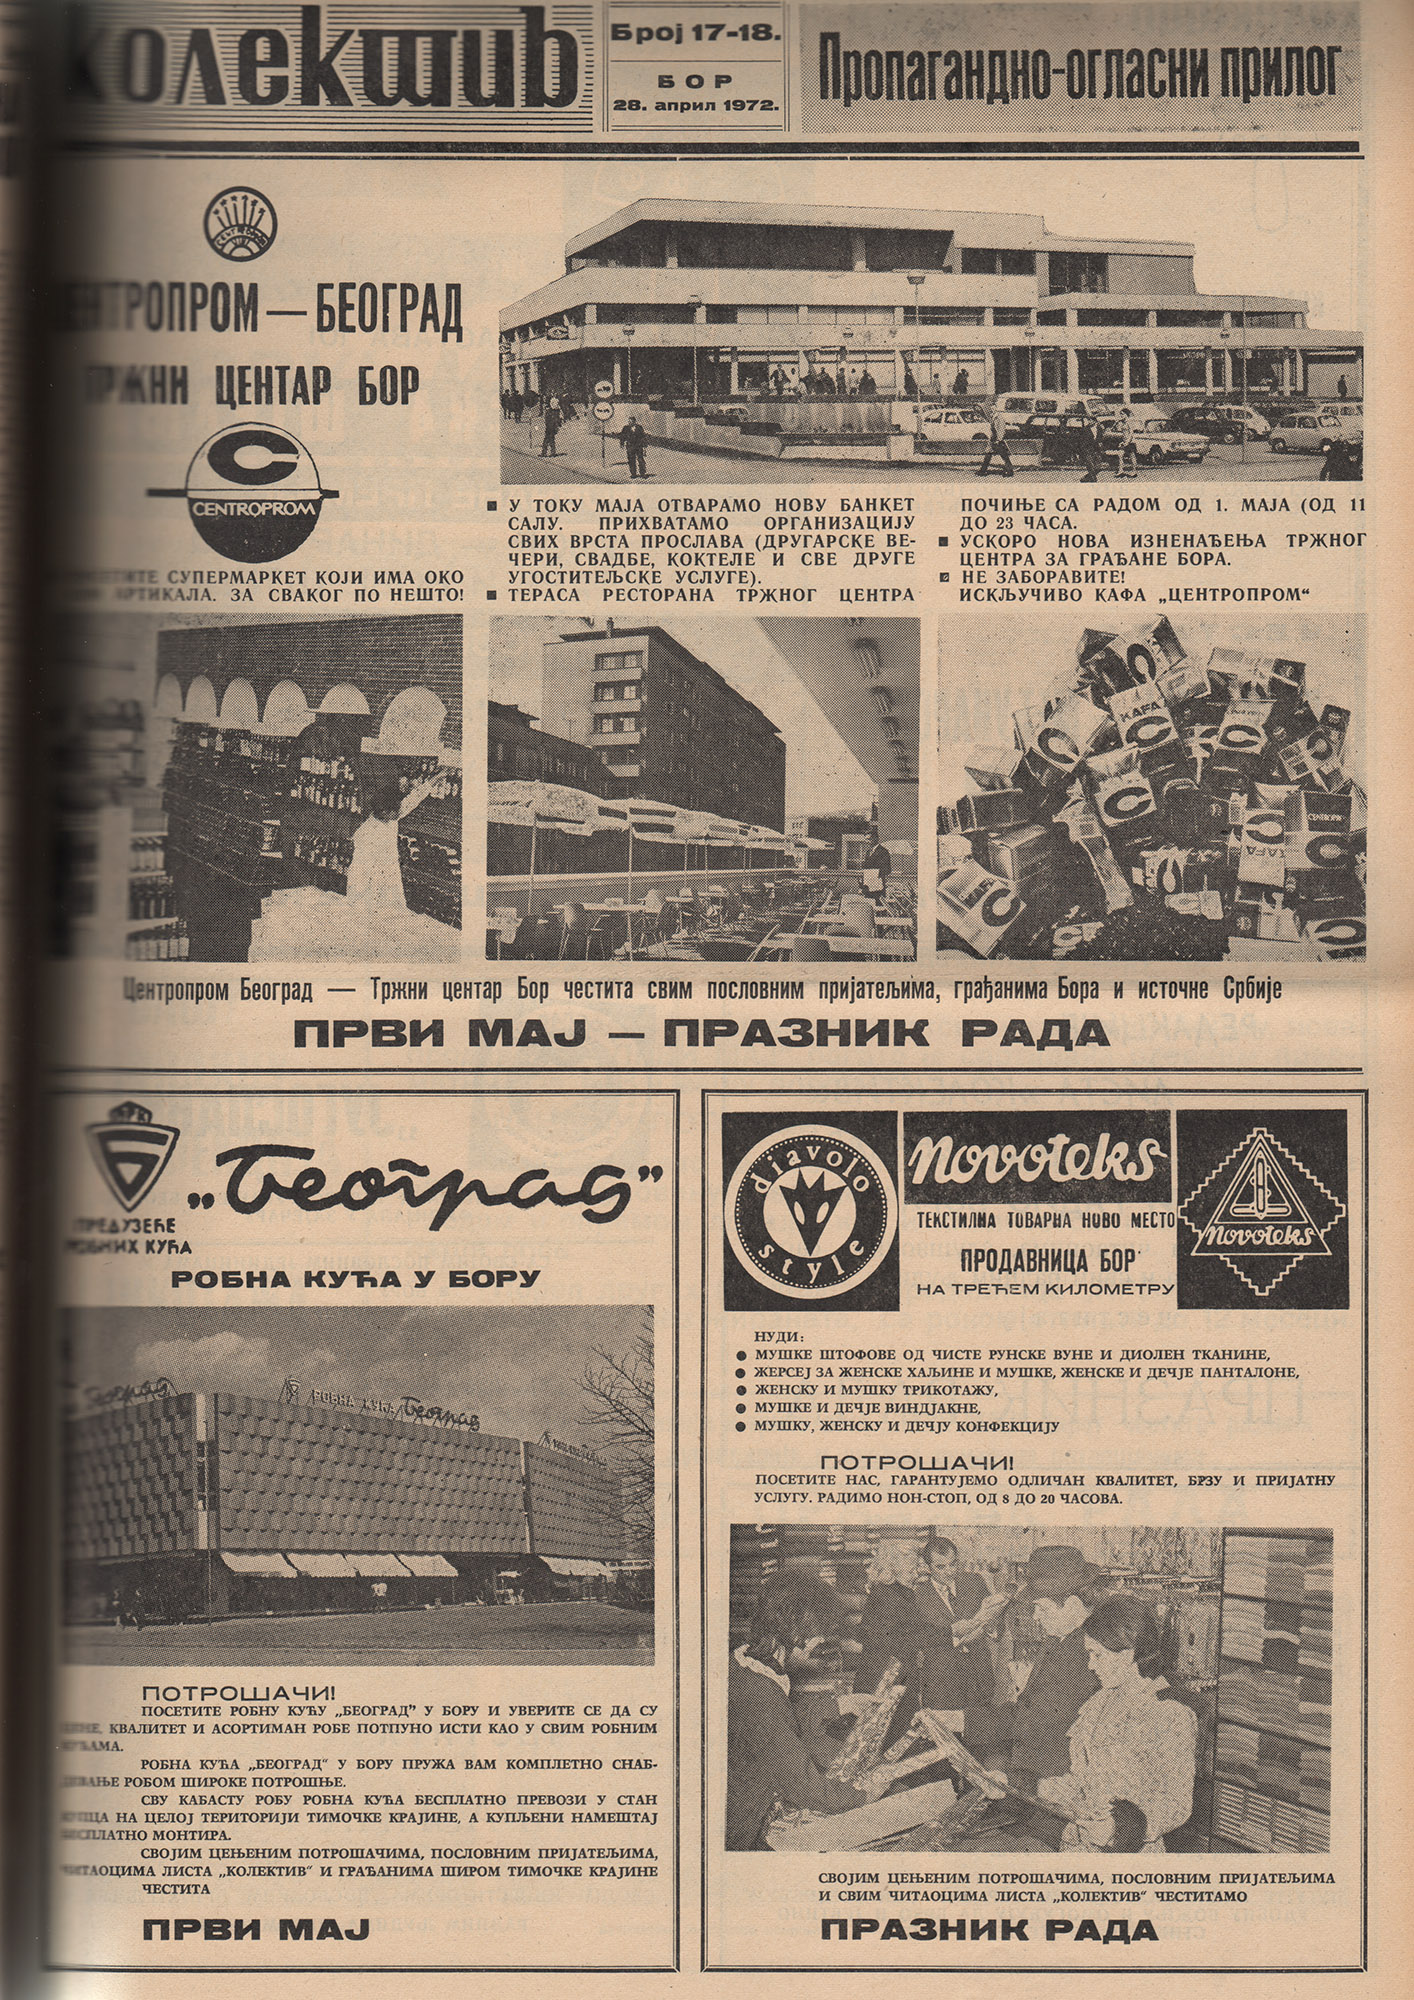 колектив
Број 17-18.
БОР
28. април 1972.
Пропагандно-огласни прилог
ЦЕНТРОПРОМ — БЕОГРАД
ТРЖНИ ЦЕНТАР БОР
CENTROPROM
СУПЕРМАРКЕТ КОЈИ ИМА ОКО
АРТИКАЛА. ЗА СВАКОГ ПО НЕШТО!
У ТОКУ МАЈА ОТВАРАМО НОВУ БАНКЕТ
САЛУ. ПРИХВАТАМО ОРГАНИЗАЦИЈУ
СВИХ ВРСТА ПРОСЛАВА (ДРУГАРСКЕ ВЕ-
ЧЕРИ, СВАДБЕ, КОКТЕЛЕ И СВЕ ДРУГЕ
УГОСТИТЕЉСКЕ УСЛУГЕ).
ТЕРАСА РЕСТОРАНА ТРЖНОГ ЦЕНТРА
ПОЧИЊЕ СА РАДОМ ОД 1. МАЈА (ОД 11
ДО 23 ЧАСА.
УСКОРО НОВА ИЗНЕНАЂЕЊА ТРЖНОГ
ЦЕНТРА ЗА ГРАЂАНЕ БОРА.
НЕ ЗАБОРАВИТЕ!
ИСКЉУЧИВО КАФА „ЦЕНТРОПРОМ“
KAFA
Центропром Београд — Тржни центар Бор честита свим пословним пријатељима, грађанима Бора и источне Србије
ПРВИ МАЈ — ПРАЗНИК РАДА
„Београд”
ПРЕДУЗЕЋЕ
РОБНИХ КУЋА
РОБНА КУЋА У БОРУ
РОБНА КУЋА Београд
ПОТРОШАЧИ!
ПОСЕТИТЕ РОБНУ КУЋУ „БЕОГРАД” У БОРУ И УВЕРИТЕ СЕ ДА СУ
ЦЕНЕ, КВАЛИТЕТ И АСОРТИМАН РОБЕ ПОТПУНО ИСТИ КАО У СВИМ РОБНИМ
КУЋАМА.
РОБНА КУЋА „БЕОГРАД“ У БОРУ ПРУЖА ВАМ КОМПЛЕТНО СНАБ-
ДЕВАЊЕ РОБОМ ШИРОКЕ ПОТРОШЊЕ.
СВУ КАБАСТУ РОБУ РОБНА КУЋА БЕСПЛАТНО ПРЕВОЗИ У СТАН
КУПЦА НА ЦЕЛОЈ ТЕРИТОРИЈИ ТИМОЧКЕ КРАЈИНЕ, А КУПЉЕНИ НАМЕШТАЈ
БЕСПЛАТНО МОНТИРА.
СВОЈИМ ЦЕЊЕНИМ ПОТРОШАЧИМА, ПОСЛОВНИМ ПРИЈАТЕЉИМА,
ЧИТАОЦИМА ЛИСТА „КОЛЕКТИВ“ И ГРАЂАНИМА ШИРОМ ТИМОЧКЕ КРАЈИНЕ
ЧЕСТИТА
ПРВИ МАЈ
diavolo
style
Novoteks
ТЕКСТИЛНА ТОВАРНА НОВО МЕСТО
ПРОДАВНИЦА БОР
НА ТРЕЋЕМ КИЛОМЕТРУ
Novoteks
НУДИ:
МУШКЕ ШТОФОВЕ ОД ЧИСТЕ РУНСКЕ ВУНЕ И ДИОЛЕН ТКАНИНЕ,
ЖЕРСЕЈ ЗА ЖЕНСКЕ ХАЉИНЕ И МУШКЕ, ЖЕНСКЕ И ДЕЧЈЕ ПАНТАЛОНЕ,
ЖЕНСКУ И МУШКУ ТРИКОТАЖУ,
МУШКЕ И ДЕЧЈЕ ВИНДЈАКНЕ,
МУШКУ, ЖЕНСКУ И ДЕЧЈУ КОНФЕКЦИЈУ
ПОТРОШАЧИ!
ПОСЕТИТЕ НАС, ГАРАНТУЈЕМО ОДЛИЧАН КВАЛИТЕТ, БРЗУ И ПРИЈАТНУ
УСЛУГУ. РАДИМО НОН-СТОП, ОД 8 ДО 20 ЧАСОВА.
СВОЈИМ ЦЕЊЕНИМ ПОТРОШАЧИМА, ПОСЛОВНИМ ПРИЈАТЕЉИМА
И СВИМ ЧИТАОЦИМА ЛИСТА „КОЛЕКТИВ“ ЧЕСТИТАМО
ПРАЗНИК РАДА